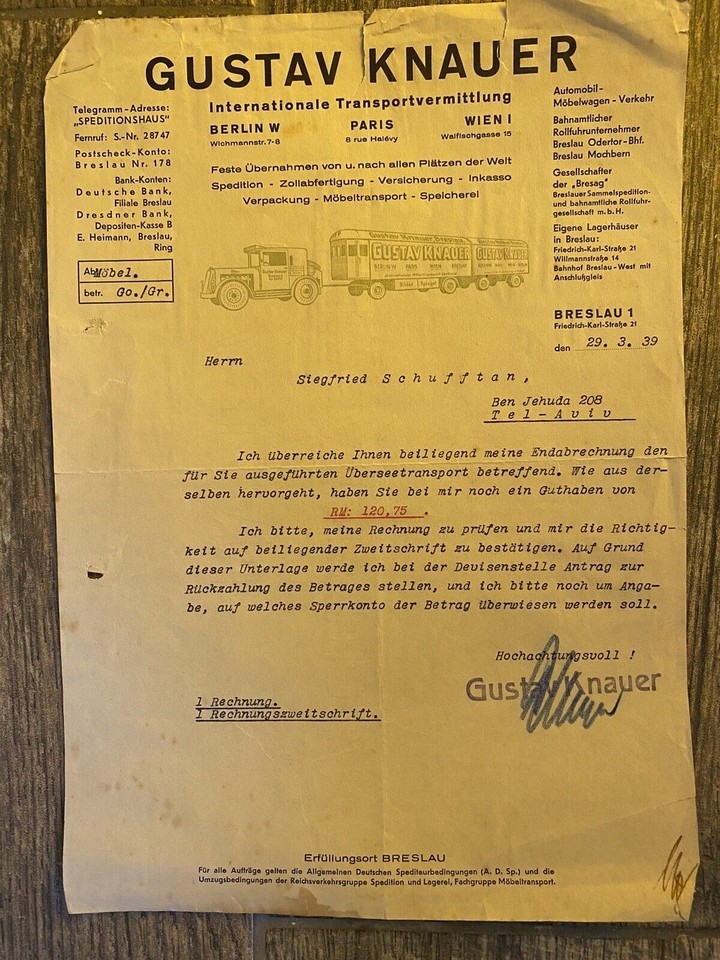 GUSTAV KNAUER
Internationale Transportvermittlung
BERLIN W
Wichmannstr. 7-8
PARIS
8 rue Halévy
WIEN I
Walfischgasse 15
Feste Übernahmen von u. nach allen Plätzen der Welt
Spedition - Zollabfertigung - Versicherung - Inkasso
Verpackung - Möbeltransport - Speicherei
Telegramm-Adresse:
„SPEDITIONSHAUS"
Fernruf: S.-Nr. 28747
Postscheck-Konto:
Breslau Nr. 178
Bank-Konten:
Deutsche Bank,
Filiale Breslau
Dresdner Bank,
Depositen-Kasse B
E. Heimann, Breslau,
Ring
Abt. Möbel.
betr. Go./Gr.
Automobil-
Möbelwagen - Verkehr
Bahnamtlicher
Rollfuhrunternehmer
Breslau Odertor-Bhf.
Breslau Mochbern
Gesellschafter
der „Bresag"
Breslauer Sammelspedition-
und bahnamtliche Rollfuhr-
gesellschaft m. b. H.
Eigene Lagerhäuser
in Breslau:
Friedrich-Karl-Straße 21
Willmannstraße 14
Bahnhof Breslau-West mit
Anschlußgleis
Gustav Knauer Breslau
GUSTAV KNAUER
GUSTAV KNAUER
BERLIN W PARIS WIEN BRESLAU
BRESLAU 1
Friedrich-Karl-Straße 21
den 29. 3. 39
Herrn
Siegfried Schufftan,
Ben Jehuda 208
Tel-Aviv
Ich überreiche Ihnen beiliegend meine Endabrechnung den
für Sie ausgeführten Überseetransport betreffend. Wie aus der-
selben hervorgeht, haben Sie bei mir noch ein Guthaben von
RM: 120,75 .
Ich bitte, meine Rechnung zu prüfen und mir die Richtig-
keit auf beiliegender Zweitschrift zu bestätigen. Auf Grund
dieser Unterlage werde ich bei der Devisenstelle Antrag zur
Rückzahlung des Betrages stellen, und ich bitte noch um Anga-
be, auf welches Sperrkonto der Betrag überwiesen werden soll.
Hochachtungsvoll !
Gustav Knauer
1 Rechnung.
1 Rechnungszweitschrift.
Erfüllungsort BRESLAU
Für alle Aufträge gelten die Allgemeinen Deutschen Spediteurbedingungen (A. D. Sp.) und die
Umzugsbedingungen der Reichsverkehrsgruppe Spedition und Lagerei, Fachgruppe Möbeltransport.